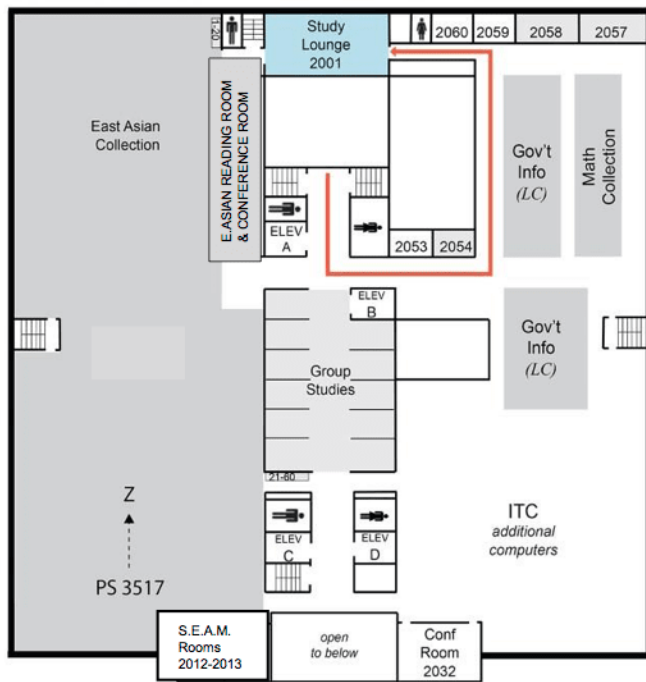 1-20
Study
Lounge
2001
2060
2059
2058
2057
East Asian
Collection
E.ASIAN READING ROOM
& CONFERENCE ROOM
Gov't
Info
(LC)
Math
Collection
ELEV
A
2053
2054
ELEV
B
Gov't
Info
(LC)
Group
Studies
21-60
Z
PS 3517
ELEV
C
ELEV
D
ITC
additional
computers
S.E.A.M.
Rooms
2012-2013
open
to below
Conf
Room
2032